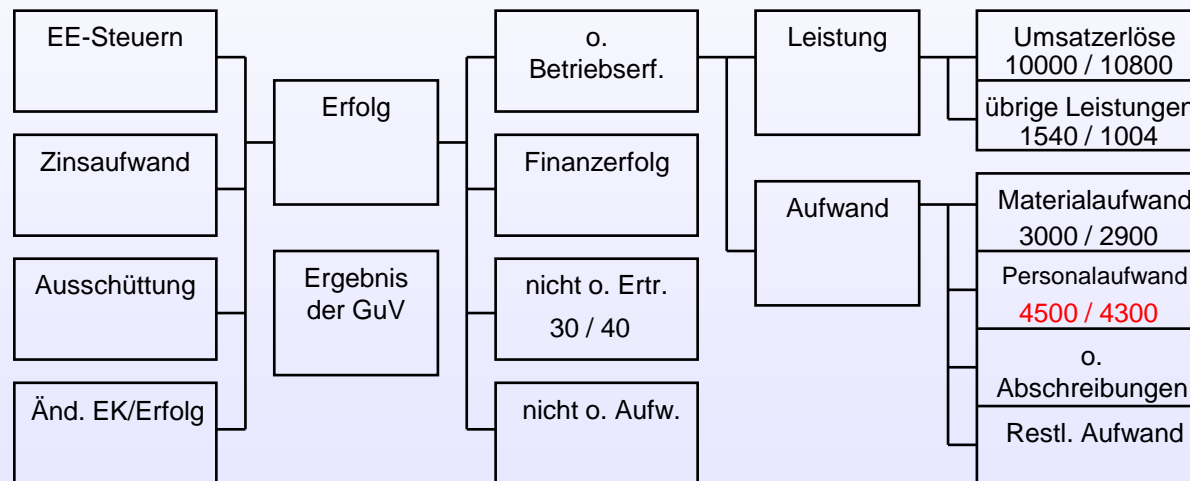 EE-Steuern
Zinsaufwand
Ausschüttung
Änd. EK/Erfolg
Erfolg
Ergebnis
der GuV
o.
Betriebserf.
Finanzerfolg
nicht o. Ertr.
30 / 40
nicht o. Aufw.
Leistung
Aufwand
Umsatzerlöse
10000 / 10800
übrige Leistungen
1540 / 1004
Materialaufwand
3000 / 2900
Personalaufwand
4500 / 4300
o.
Abschreibungen
Restl. Aufwand